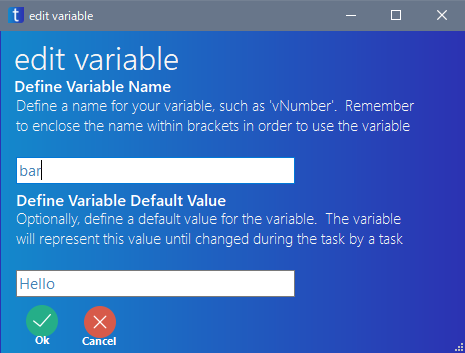 t edit variable
edit variable
Define Variable Name
Define a name for your variable, such as 'vNumber'.  Remember
to enclose the name within brackets in order to use the variable
bar
Define Variable Default Value
Optionally, define a default value for the variable.  The variable
will represent this value until changed during the task by a task
Hello
Ok Cancel